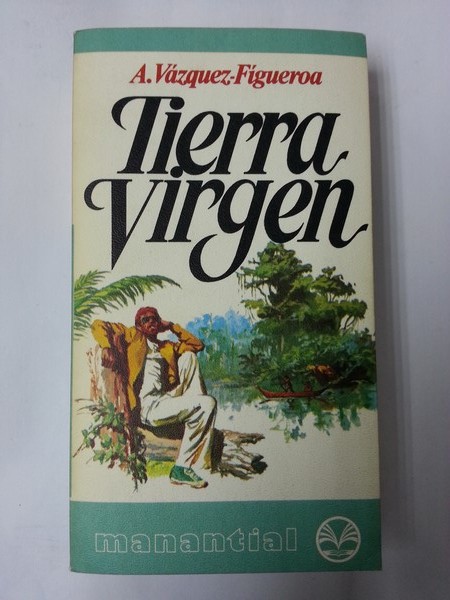 A. Vázquez-Figueroa
Tierra
Virgen
manantial